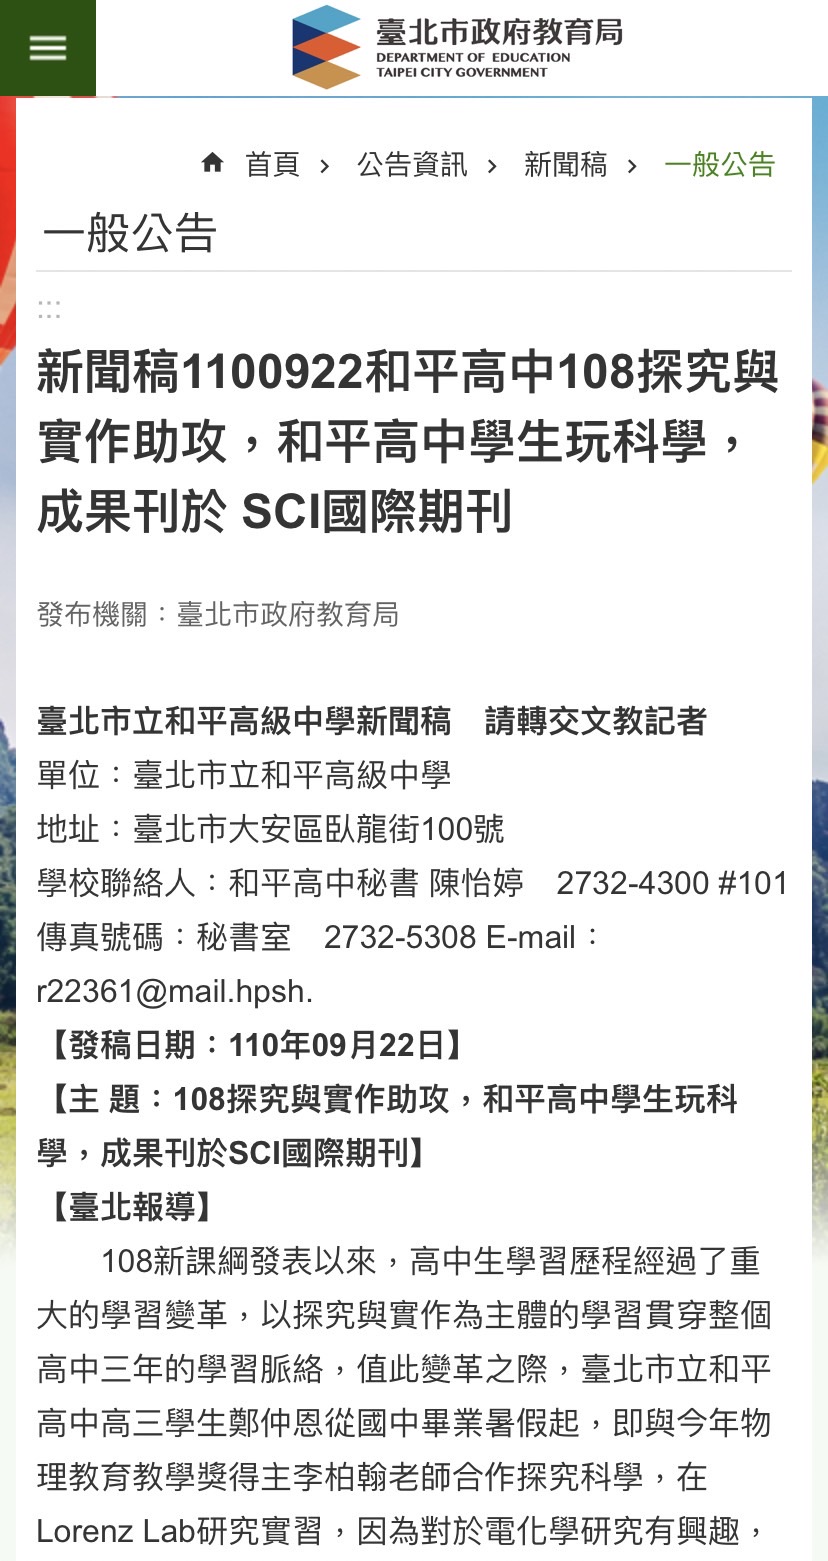 臺北市政府教育局
DEPARTMENT OF EDUCATION
TAIPEI CITY GOVERNMENT
首頁 › 公告資訊 › 新聞稿 › 一般公告
一般公告
:::
新聞稿1100922和平高中108探究與
實作助攻，和平高中學生玩科學，
成果刊於 SCI國際期刊
發布機關：臺北市政府教育局
臺北市立和平高級中學新聞稿　請轉交文教記者
單位：臺北市立和平高級中學
地址：臺北市大安區臥龍街100號
學校聯絡人：和平高中秘書 陳怡婷　2732-4300 #101
傳真號碼：秘書室　2732-5308 E-mail：
r22361@mail.hpsh.
【發稿日期：110年09月22日】
【主 題：108探究與實作助攻，和平高中學生玩科
學，成果刊於SCI國際期刊】
【臺北報導】
　　108新課綱發表以來，高中生學習歷程經過了重
大的學習變革，以探究與實作為主體的學習貫穿整個
高中三年的學習脈絡，值此變革之際，臺北市立和平
高中高三學生鄭仲恩從國中畢業暑假起，即與今年物
理教育教學獎得主李柏翰老師合作探究科學，在
Lorenz Lab研究實習，因為對於電化學研究有興趣，